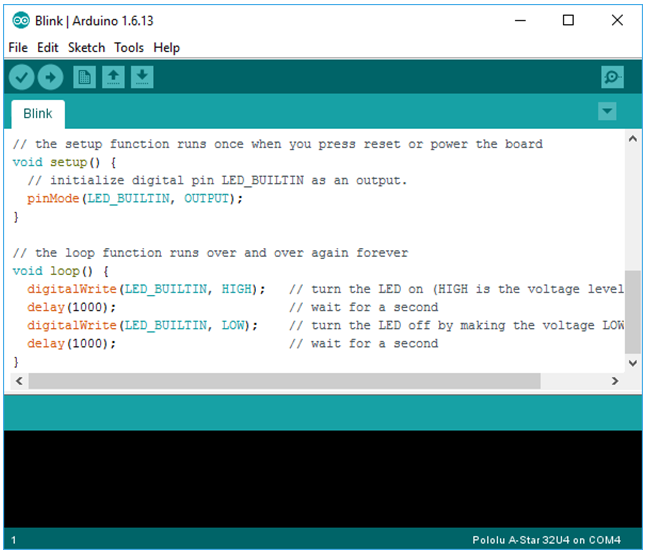 Blink | Arduino 1.6.13
File Edit Sketch Tools Help
Blink
// the setup function runs once when you press reset or power the board
void setup() {
  // initialize digital pin LED_BUILTIN as an output.
  pinMode(LED_BUILTIN, OUTPUT);
}

// the loop function runs over and over again forever
void loop() {
  digitalWrite(LED_BUILTIN, HIGH);   // turn the LED on (HIGH is the voltage level
  delay(1000);                       // wait for a second
  digitalWrite(LED_BUILTIN, LOW);    // turn the LED off by making the voltage LOW
  delay(1000);                       // wait for a second
}
1 Pololu A-Star 32U4 on COM4